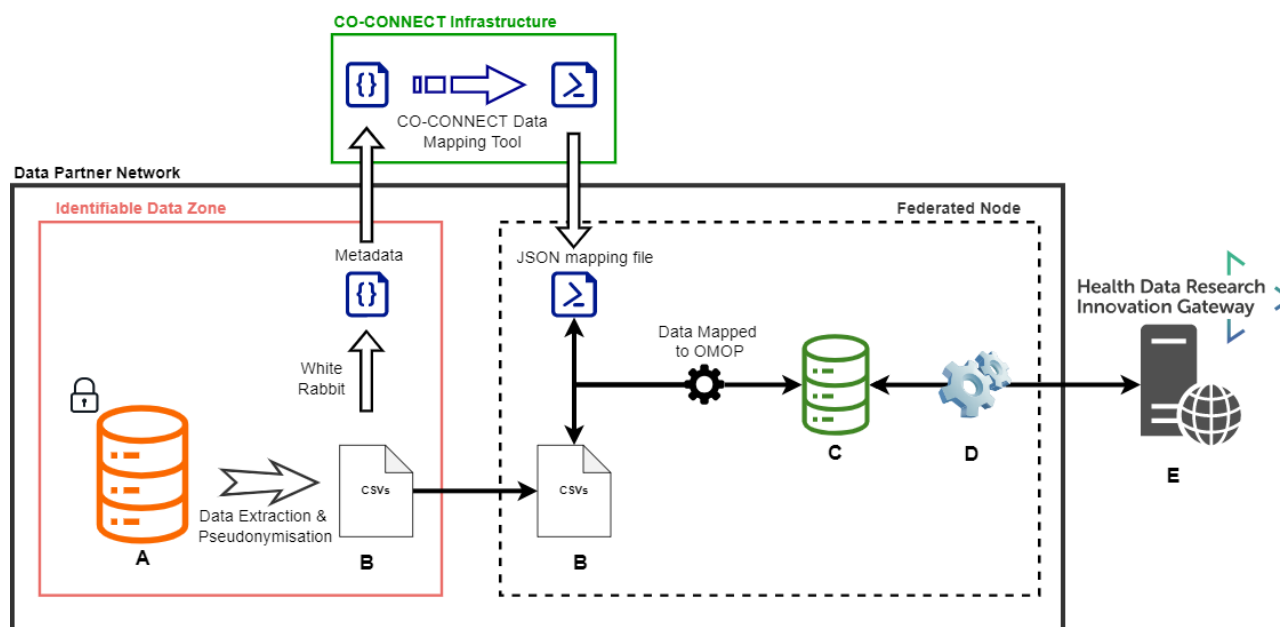 CO-CONNECT Infrastructure
{}
CO-CONNECT Data
Mapping Tool
Data Partner Network
Identifiable Data Zone
Federated Node
Metadata
{}
JSON mapping file
White
Rabbit
Data Mapped
to OMOP
Health Data Research
Innovation Gateway
CSVs
CSVs
Data Extraction &
Pseudonymisation
A
B
B
C
D
E